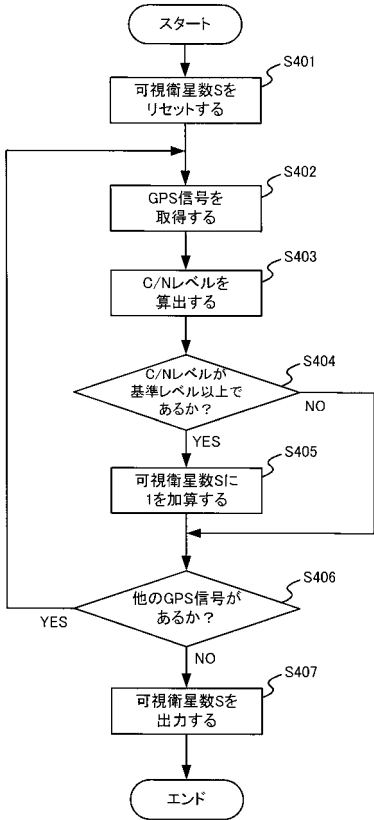 スタート
S401
可視衛星数Sを
リセットする
S402
GPS信号を
取得する
S403
C/Nレベルを
算出する
S404
C/Nレベルが
基準レベル以上で
あるか？
NO
YES
S405
可視衛星数Sに
1を加算する
S406
他のGPS信号が
あるか？
YES
NO
S407
可視衛星数Sを
出力する
エンド